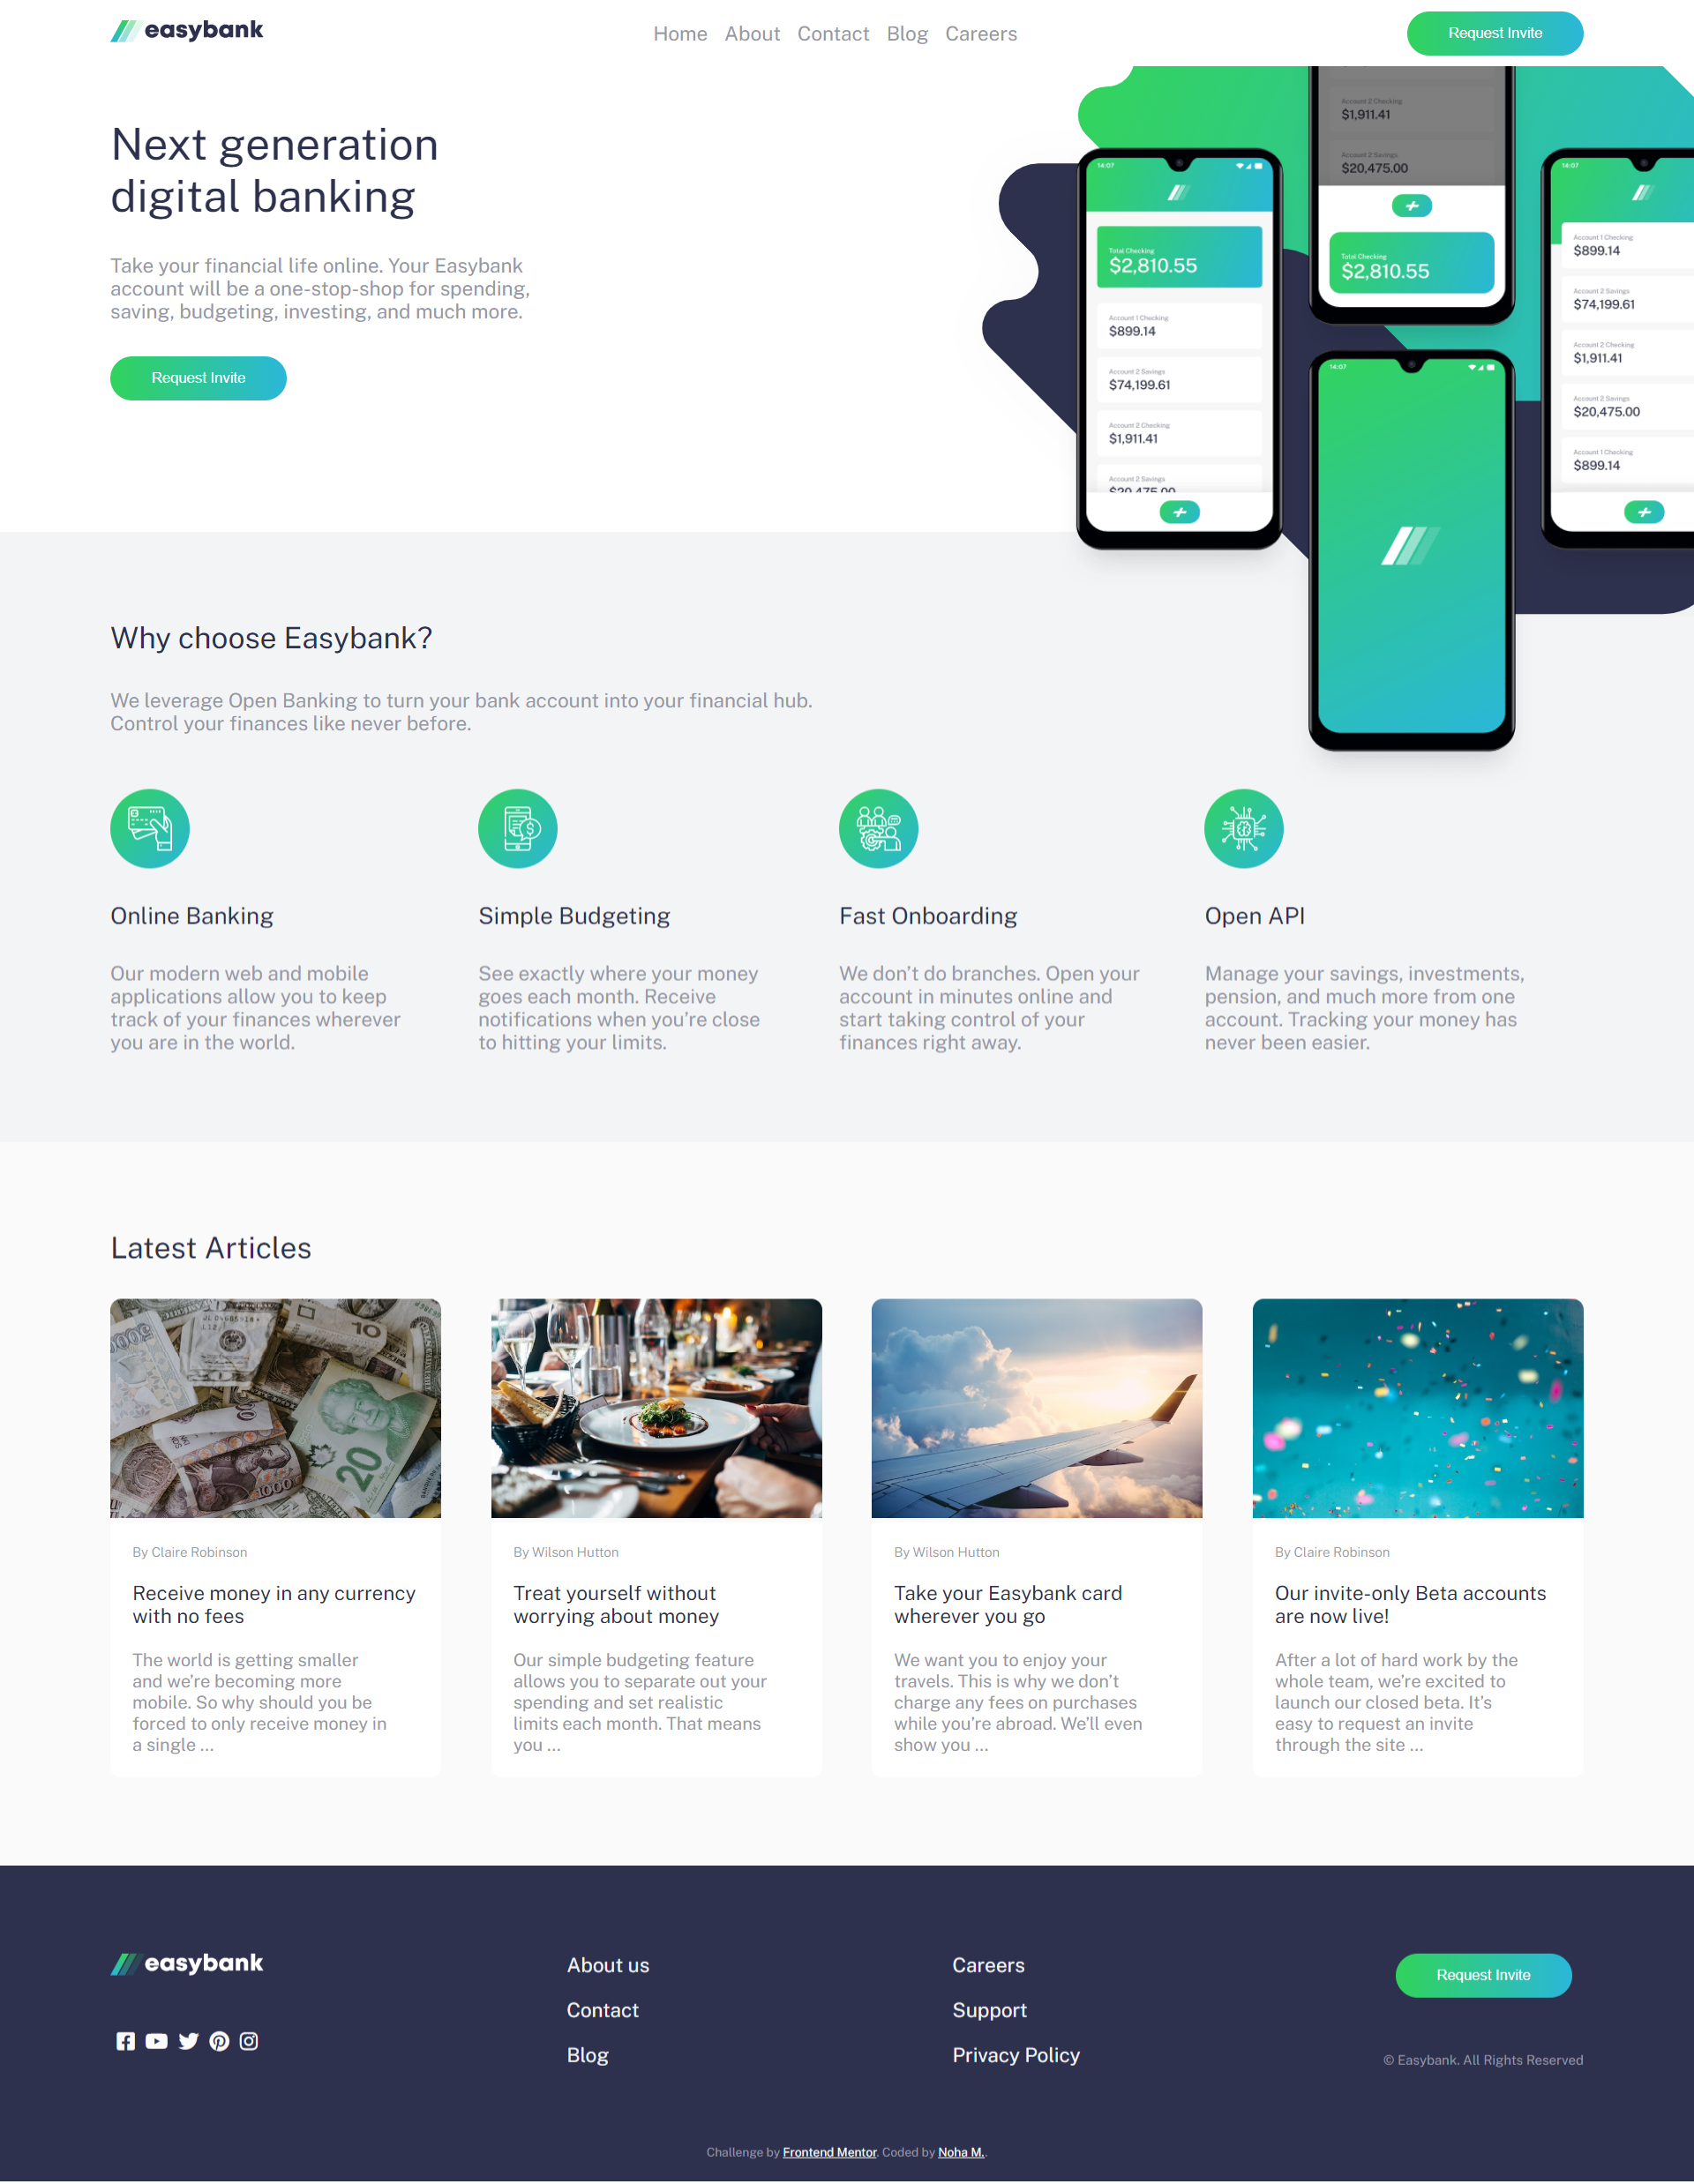 easybank
Home About Contact Blog Careers
Request Invite
Next generation
digital banking
Take your financial life online. Your Easybank
account will be a one-stop-shop for spending,
saving, budgeting, investing, and much more.
Request Invite
14:07
Total Checking
$2,810.55
Account 1 Checking
$899.14
Account 2 Savings
$74,199.61
Account 2 Checking
$1,911.41
Account 2 Savings
$20,475.00
Account 2 Checking
$1,911.41
Account 2 Savings
$20,475.00
Total Checking
$2,810.55
14:07
14:07
Account 1 Checking
$899.14
Account 2 Savings
$74,199.61
Account 2 Checking
$1,911.41
Account 2 Savings
$20,475.00
Account 1 Checking
$899.14
Why choose Easybank?
We leverage Open Banking to turn your bank account into your financial hub.
Control your finances like never before.
Online Banking
Our modern web and mobile
applications allow you to keep
track of your finances wherever
you are in the world.
Simple Budgeting
See exactly where your money
goes each month. Receive
notifications when you’re close
to hitting your limits.
Fast Onboarding
We don’t do branches. Open your
account in minutes online and
start taking control of your
finances right away.
Open API
Manage your savings, investments,
pension, and much more from one
account. Tracking your money has
never been easier.
Latest Articles
10
20
1000
By Claire Robinson
Receive money in any currency
with no fees
The world is getting smaller
and we’re becoming more
mobile. So why should you be
forced to only receive money in
a single …
By Wilson Hutton
Treat yourself without
worrying about money
Our simple budgeting feature
allows you to separate out your
spending and set realistic
limits each month. That means
you …
By Wilson Hutton
Take your Easybank card
wherever you go
We want you to enjoy your
travels. This is why we don’t
charge any fees on purchases
while you’re abroad. We’ll even
show you …
By Claire Robinson
Our invite-only Beta accounts
are now live!
After a lot of hard work by the
whole team, we’re excited to
launch our closed beta. It’s
easy to request an invite
through the site …
easybank
About us
Contact
Blog
Careers
Support
Privacy Policy
Request Invite
© Easybank. All Rights Reserved
Challenge by Frontend Mentor. Coded by Noha M..